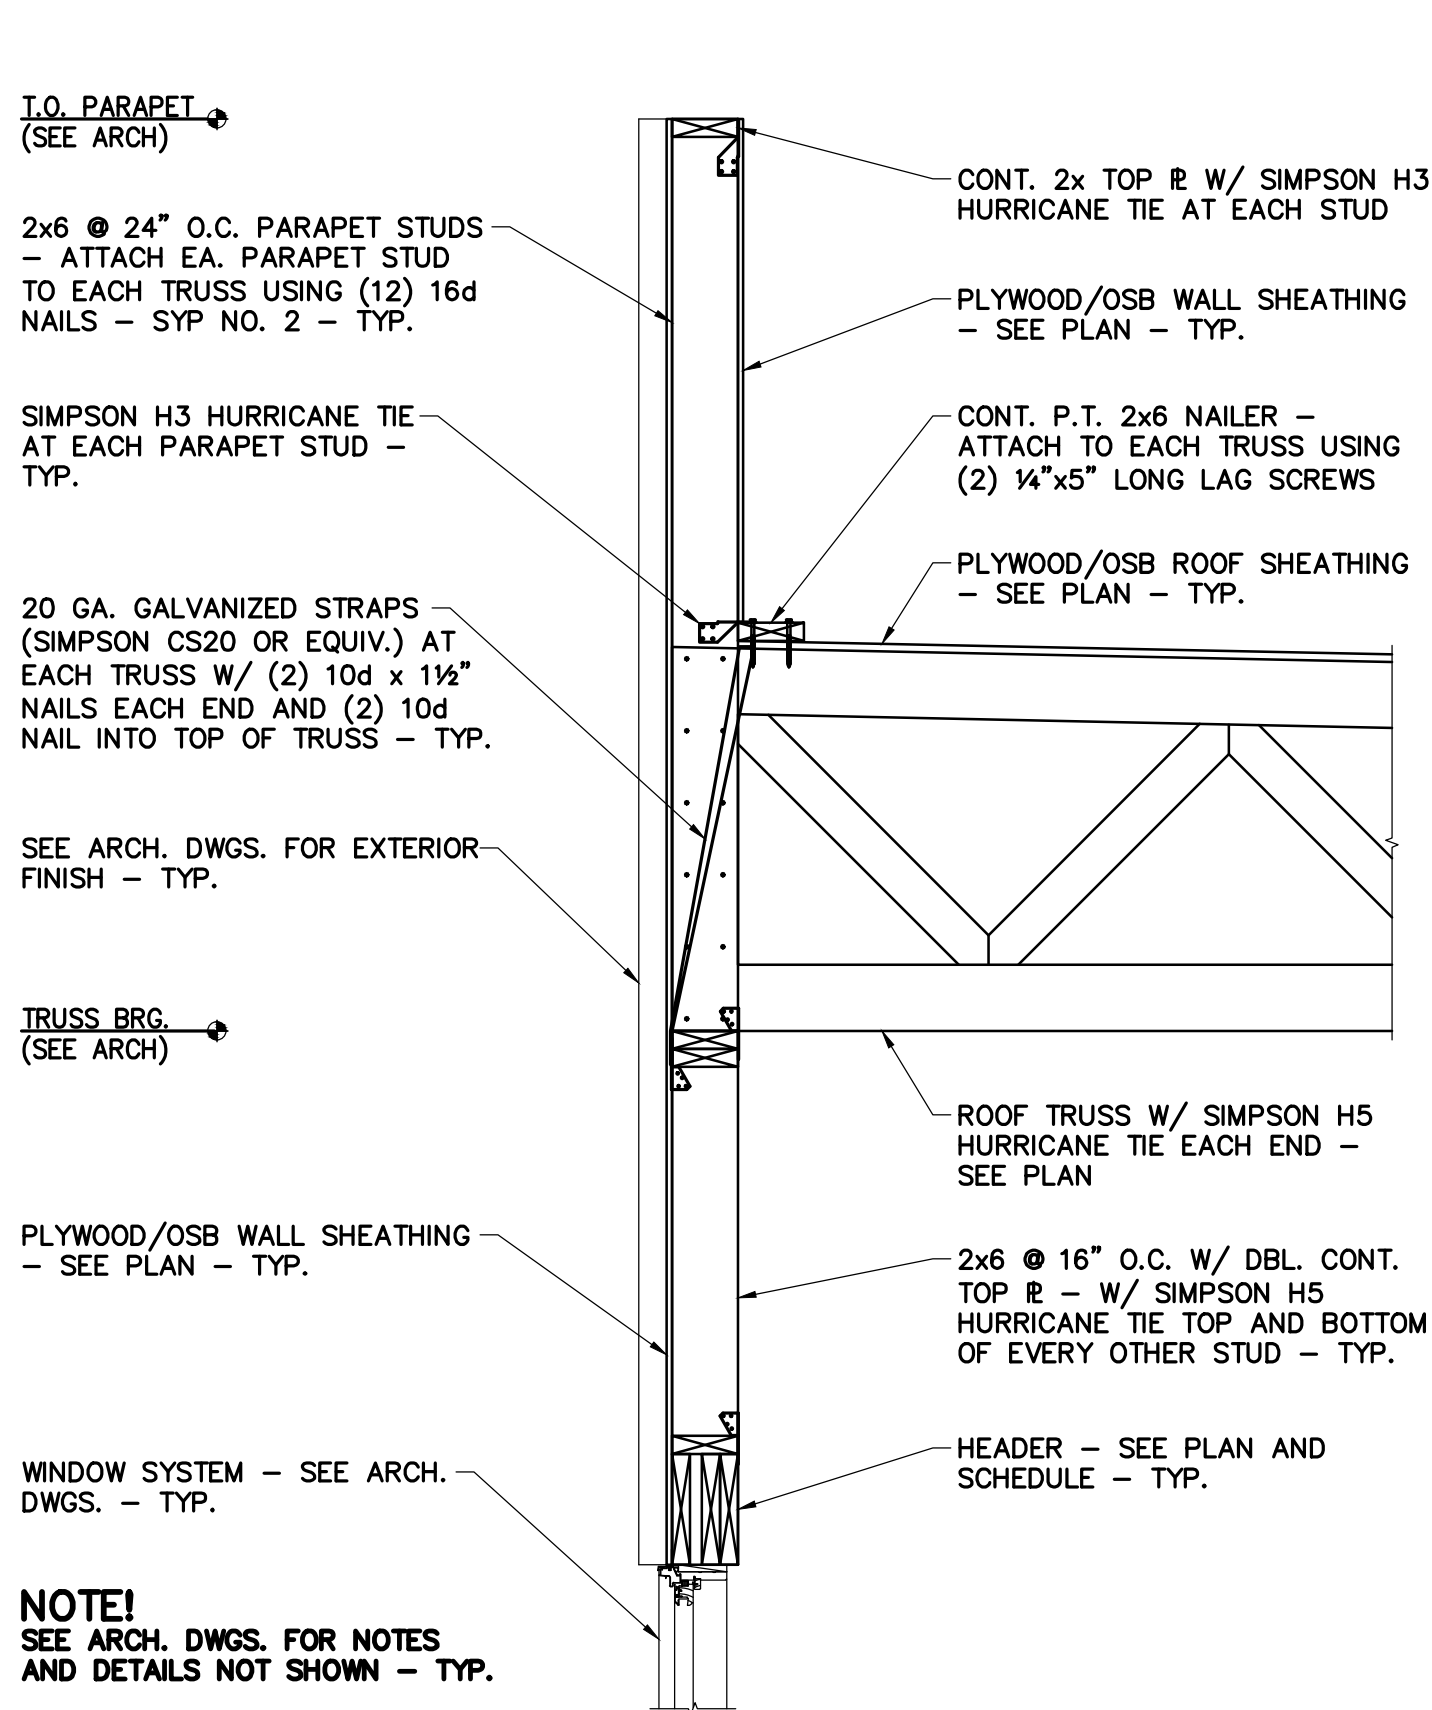 T.O. PARAPET
(SEE ARCH)
2x6 @ 24" O.C. PARAPET STUDS
– ATTACH EA. PARAPET STUD
TO EACH TRUSS USING (12) 16d
NAILS – SYP NO. 2 – TYP.
SIMPSON H3 HURRICANE TIE
AT EACH PARAPET STUD –
TYP.
20 GA. GALVANIZED STRAPS
(SIMPSON CS20 OR EQUIV.) AT
EACH TRUSS W/ (2) 10d x 1½"
NAILS EACH END AND (2) 10d
NAIL INTO TOP OF TRUSS – TYP.
SEE ARCH. DWGS. FOR EXTERIOR
FINISH – TYP.
TRUSS BRG.
(SEE ARCH)
PLYWOOD/OSB WALL SHEATHING
– SEE PLAN – TYP.
WINDOW SYSTEM – SEE ARCH.
DWGS. – TYP.
NOTE!
SEE ARCH. DWGS. FOR NOTES
AND DETAILS NOT SHOWN – TYP.
CONT. 2x TOP ⅊ W/ SIMPSON H3
HURRICANE TIE AT EACH STUD
PLYWOOD/OSB WALL SHEATHING
– SEE PLAN – TYP.
CONT. P.T. 2x6 NAILER –
ATTACH TO EACH TRUSS USING
(2) ¼"x5" LONG LAG SCREWS
PLYWOOD/OSB ROOF SHEATHING
– SEE PLAN – TYP.
ROOF TRUSS W/ SIMPSON H5
HURRICANE TIE EACH END –
SEE PLAN
2x6 @ 16" O.C. W/ DBL. CONT.
TOP ⅊ – W/ SIMPSON H5
HURRICANE TIE TOP AND BOTTOM
OF EVERY OTHER STUD – TYP.
HEADER – SEE PLAN AND
SCHEDULE – TYP.